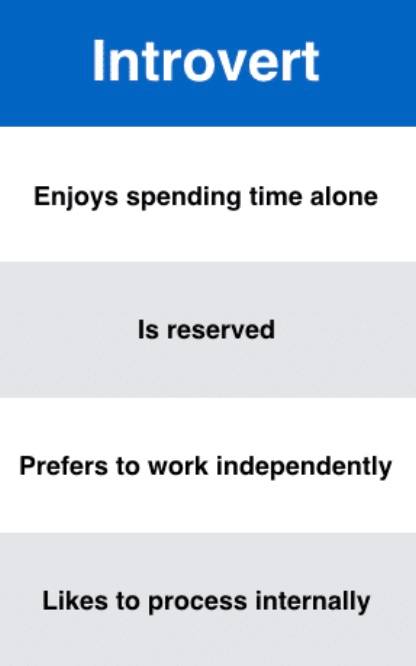 Introvert
Enjoys spending time alone
Is reserved
Prefers to work independently
Likes to process internally